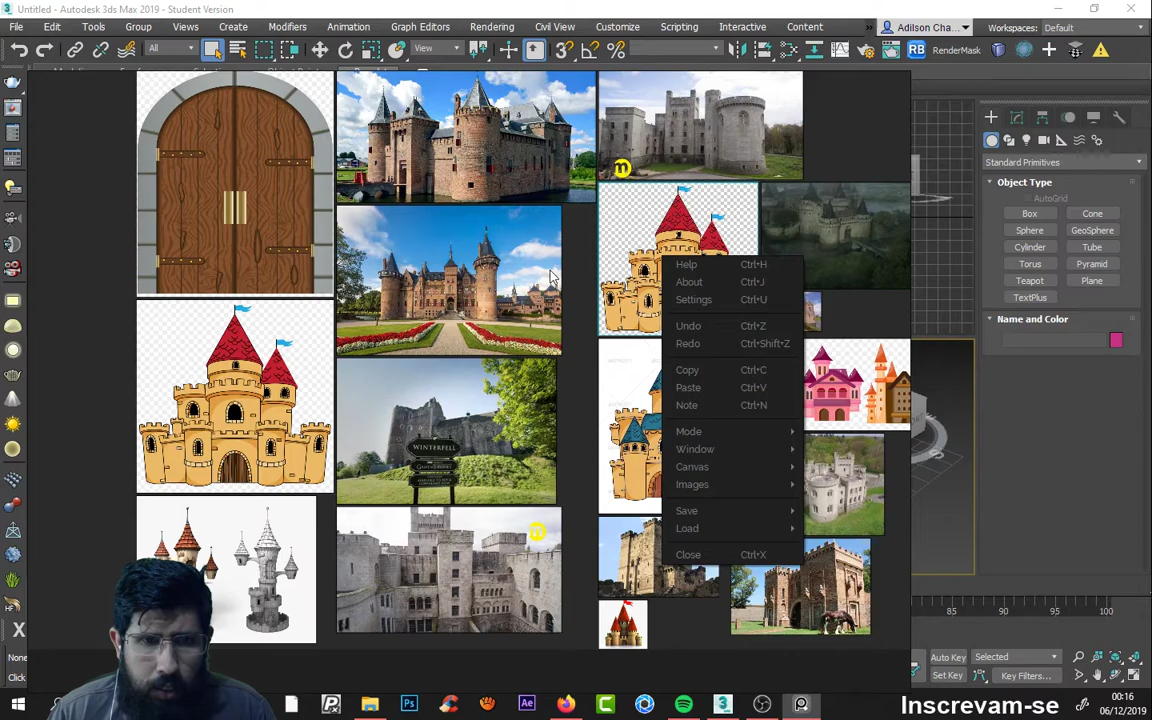 Untitled - Autodesk 3ds Max 2019 - Student Version
File Edit Tools Group Views Create Modifiers Animation Graph Editors Rendering Civil View Customize Scripting Interactive Content » Adilson Cha... Workspaces: Default
All View RB RenderMask
Standard Primitives
Object Type
AutoGrid
Box Cone
Sphere GeoSphere
Cylinder Tube
Torus Pyramid
Teapot Plane
TextPlus
Name and Color
Help Ctrl+H
About Ctrl+J
Settings Ctrl+U
Undo Ctrl+Z
Redo Ctrl+Shift+Z
Copy Ctrl+C
Paste Ctrl+V
Note Ctrl+N
Mode
Window
Canvas
Images
Save
Load
Close Ctrl+X
WINTERFELL
85 90 95 100
None
Click
Auto Key Selected
Set Key Key Filters...
Inscrevam-se
00:16
06/12/2019